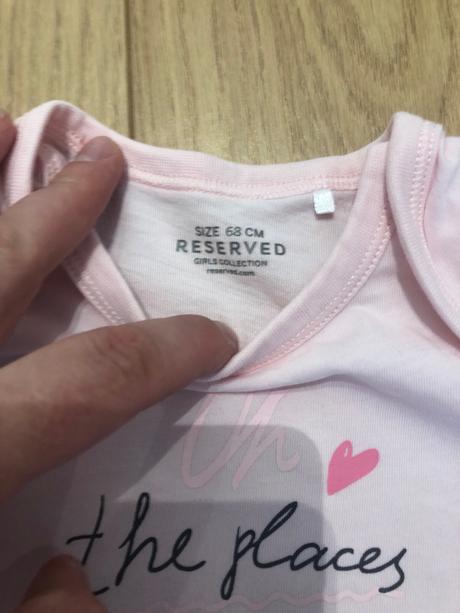 SIZE 68 CM
RESERVED
GIRLS COLLECTION
reserved.com
Oh
the places